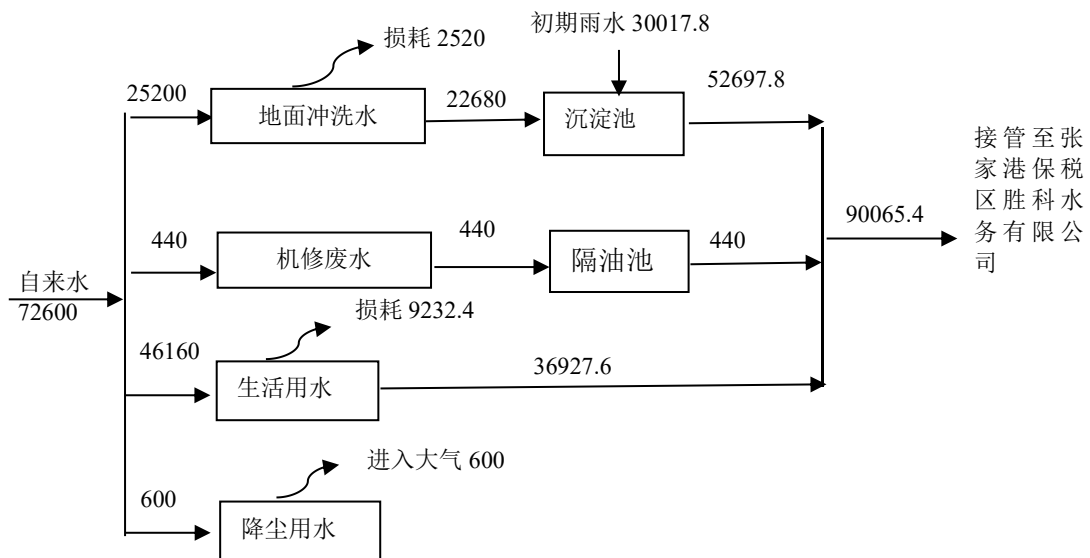 损耗 2520
初期雨水 30017.8
25200
地面冲洗水
22680
沉淀池
52697.8
接管至张
家港保税
区胜科水
务有限公
司
90065.4
440
机修废水
440
隔油池
440
自来水
72600
损耗 9232.4
46160
生活用水
36927.6
进入大气 600
600
降尘用水